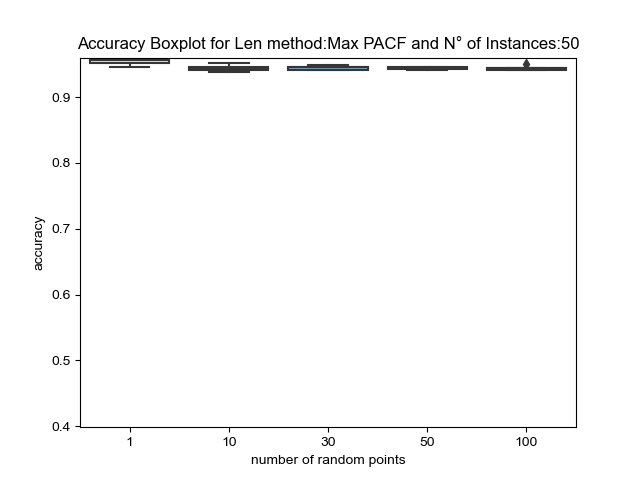 Accuracy Boxplot for Len method:Max PACF and N° of Instances:50
0.9
0.8
0.7
0.6
0.5
0.4
accuracy
1 10 30 50 100
number of random points